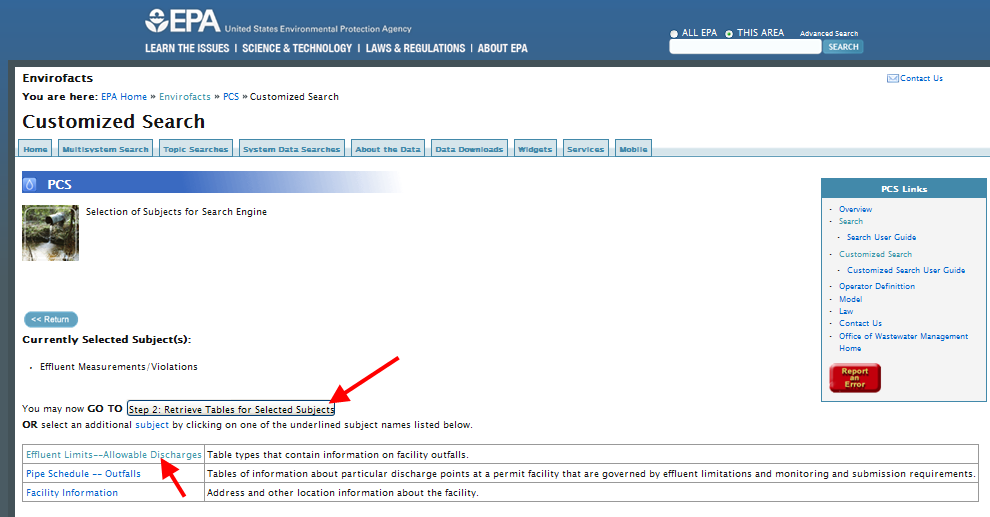 EPA United States Environmental Protection Agency
LEARN THE ISSUES | SCIENCE & TECHNOLOGY | LAWS & REGULATIONS | ABOUT EPA
ALL EPA THIS AREA Advanced Search
SEARCH
Envirofacts
Contact Us
You are here: EPA Home » Envirofacts » PCS » Customized Search
Customized Search
Home Multisystem Search Topic Searches System Data Searches About the Data Data Downloads Widgets Services Mobile
PCS
Selection of Subjects for Search Engine
<< Return
Currently Selected Subject(s):
• Effluent Measurements/Violations
You may now GO TO Step 2: Retrieve Tables for Selected Subjects
OR select an additional subject by clicking on one of the underlined subject names listed below.
Effluent Limits--Allowable Discharges Table types that contain information on facility outfalls.
Pipe Schedule -- Outfalls Tables of information about particular discharge points at a permit facility that are governed by effluent limitations and monitoring and submission requirements.
Facility Information Address and other location information about the facility.
PCS Links
- Overview
- Search
- Search User Guide
- Customized Search
- Customized Search User Guide
- Operator Definittion
- Model
- Law
- Contact Us
- Office of Wastewater Management
Home
Report
an
Error